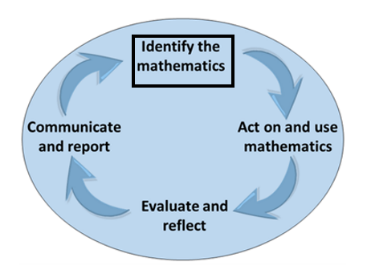 Identify the
mathematics
Act on and use
mathematics
Evaluate and
reflect
Communicate
and report